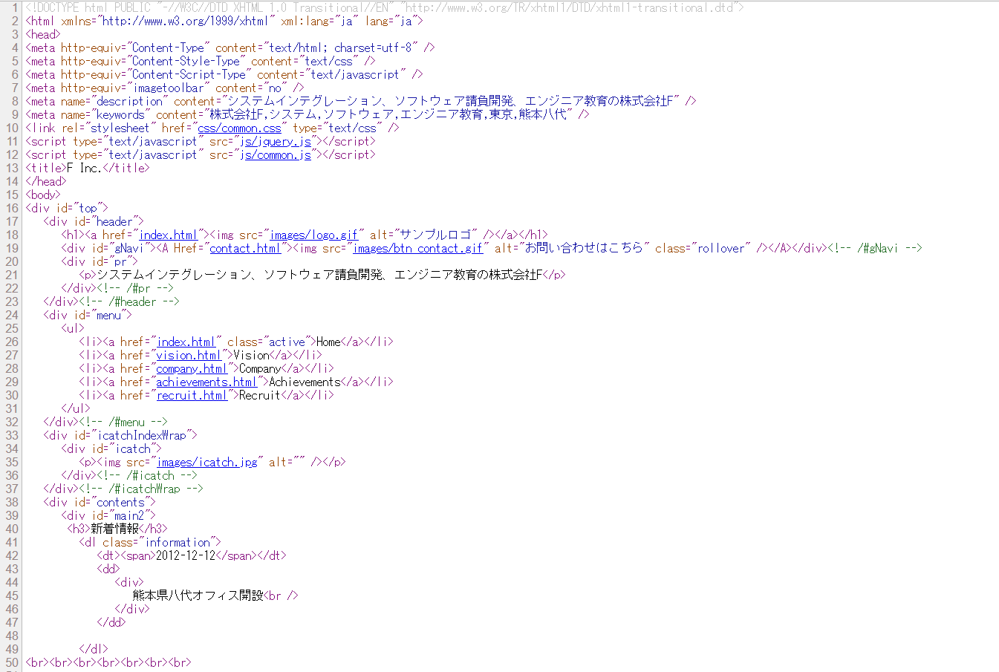 1 <!DOCTYPE html PUBLIC "-//W3C//DTD XHTML 1.0 Transitional//EN" "http://www.w3.org/TR/xhtml1/DTD/xhtml1-transitional.dtd">
2 <html xmlns="http://www.w3.org/1999/xhtml" xml:lang="ja" lang="ja">
3 <head>
4 <meta http-equiv="Content-Type" content="text/html; charset=utf-8" />
5 <meta http-equiv="Content-Style-Type" content="text/css" />
6 <meta http-equiv="Content-Script-Type" content="text/javascript" />
7 <meta http-equiv="imagetoolbar" content="no" />
8 <meta name="description" content="システムインテグレーション、ソフトウェア請負開発、エンジニア教育の株式会社F" />
9 <meta name="keywords" content="株式会社F,システム,ソフトウェア,エンジニア教育,東京,熊本八代" />
10 <link rel="stylesheet" href="css/common.css" type="text/css" />
11 <script type="text/javascript" src="js/jquery.js"></script>
12 <script type="text/javascript" src="js/common.js"></script>
13 <title>F Inc.</title>
14 </head>
15 <body>
16 <div id="top">
17 <div id="header">
18 <h1><a href="index.html"><img src="images/logo.gif" alt="サンプルロゴ" /></a></h1>
19 <div id="gNavi"><A Href="contact.html"><img src="images/btn_contact.gif" alt="お問い合わせはこちら" class="rollover" /></A></div><!-- /#gNavi -->
20 <div id="pr">
21 <p>システムインテグレーション、ソフトウェア請負開発、エンジニア教育の株式会社F</p>
22 </div><!-- /#pr -->
23 </div><!-- /#header -->
24 <div id="menu">
25 <ul>
26 <li><a href="index.html" class="active">Home</a></li>
27 <li><a href="vision.html">Vision</a></li>
28 <li><a href="company.html">Company</a></li>
29 <li><a href="achievements.html">Achievements</a></li>
30 <li><a href="recruit.html">Recruit</a></li>
31 </ul>
32 </div><!-- /#menu -->
33 <div id="icatchIndexWrap">
34 <div id="icatch">
35 <p><img src="images/icatch.jpg" alt="" /></p>
36 </div><!-- /#icatch -->
37 </div><!-- /#icatchWrap -->
38 <div id="contents">
39 <div id="main2">
40 <h3>新着情報</h3>
41 <dl class="information">
42 <dt><span>2012-12-12</span></dt>
43 <dd>
44 <div>
45 熊本県八代オフィス開設<br />
46 </div>
47 </dd>
48
49 </dl>
50 <br><br><br><br><br><br><br>